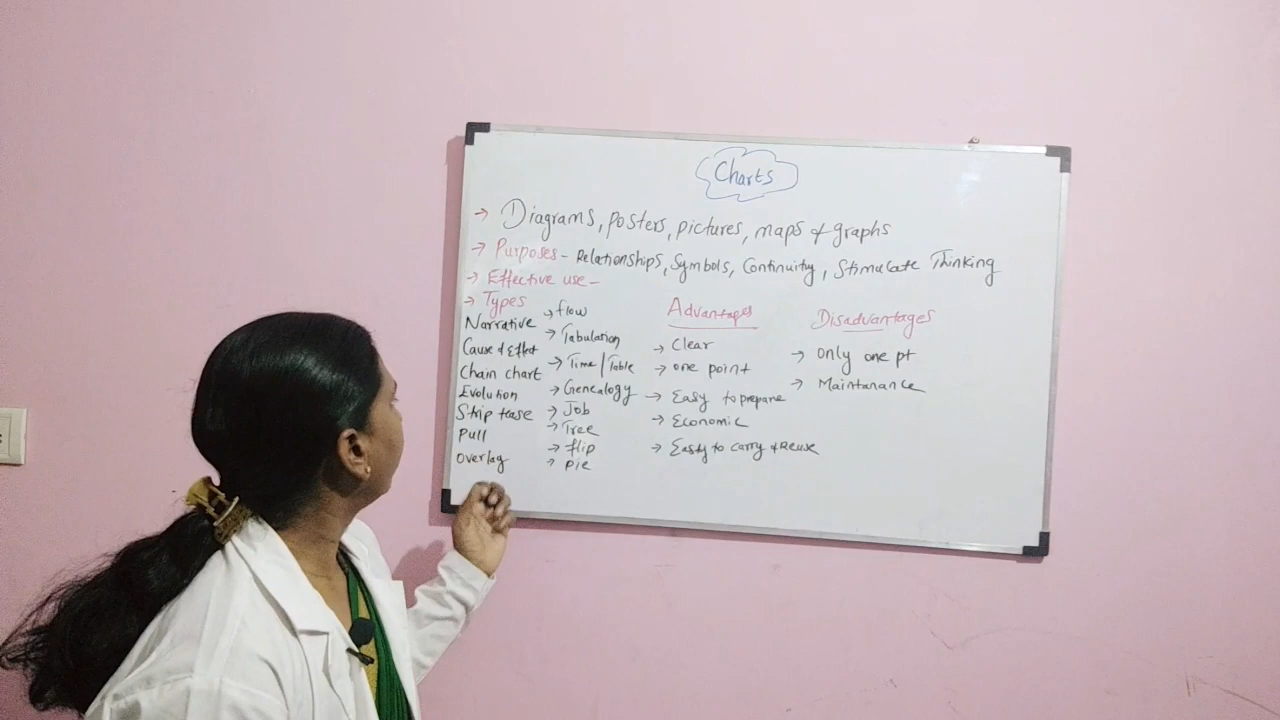 Charts
→ Diagrams, posters, pictures, maps & graphs
→ Purposes - Relationships, Symbols, Continuity, Stimulate Thinking
→ Effective use -
→ Types
Narrative
Cause & Effect
Chain chart
Evolution
Strip tease
Pull
Overlag
→ flow
→ Tabulation
→ Time/Table
→ Genealogy
→ Job
→ Tree
→ flip
→ pie
Advantages
→ Clear
→ one point
→ Easy to prepare
→ Economic
→ Easty to carry & Reuse
Disadvantages
→ Only one pt
→ Maintanance